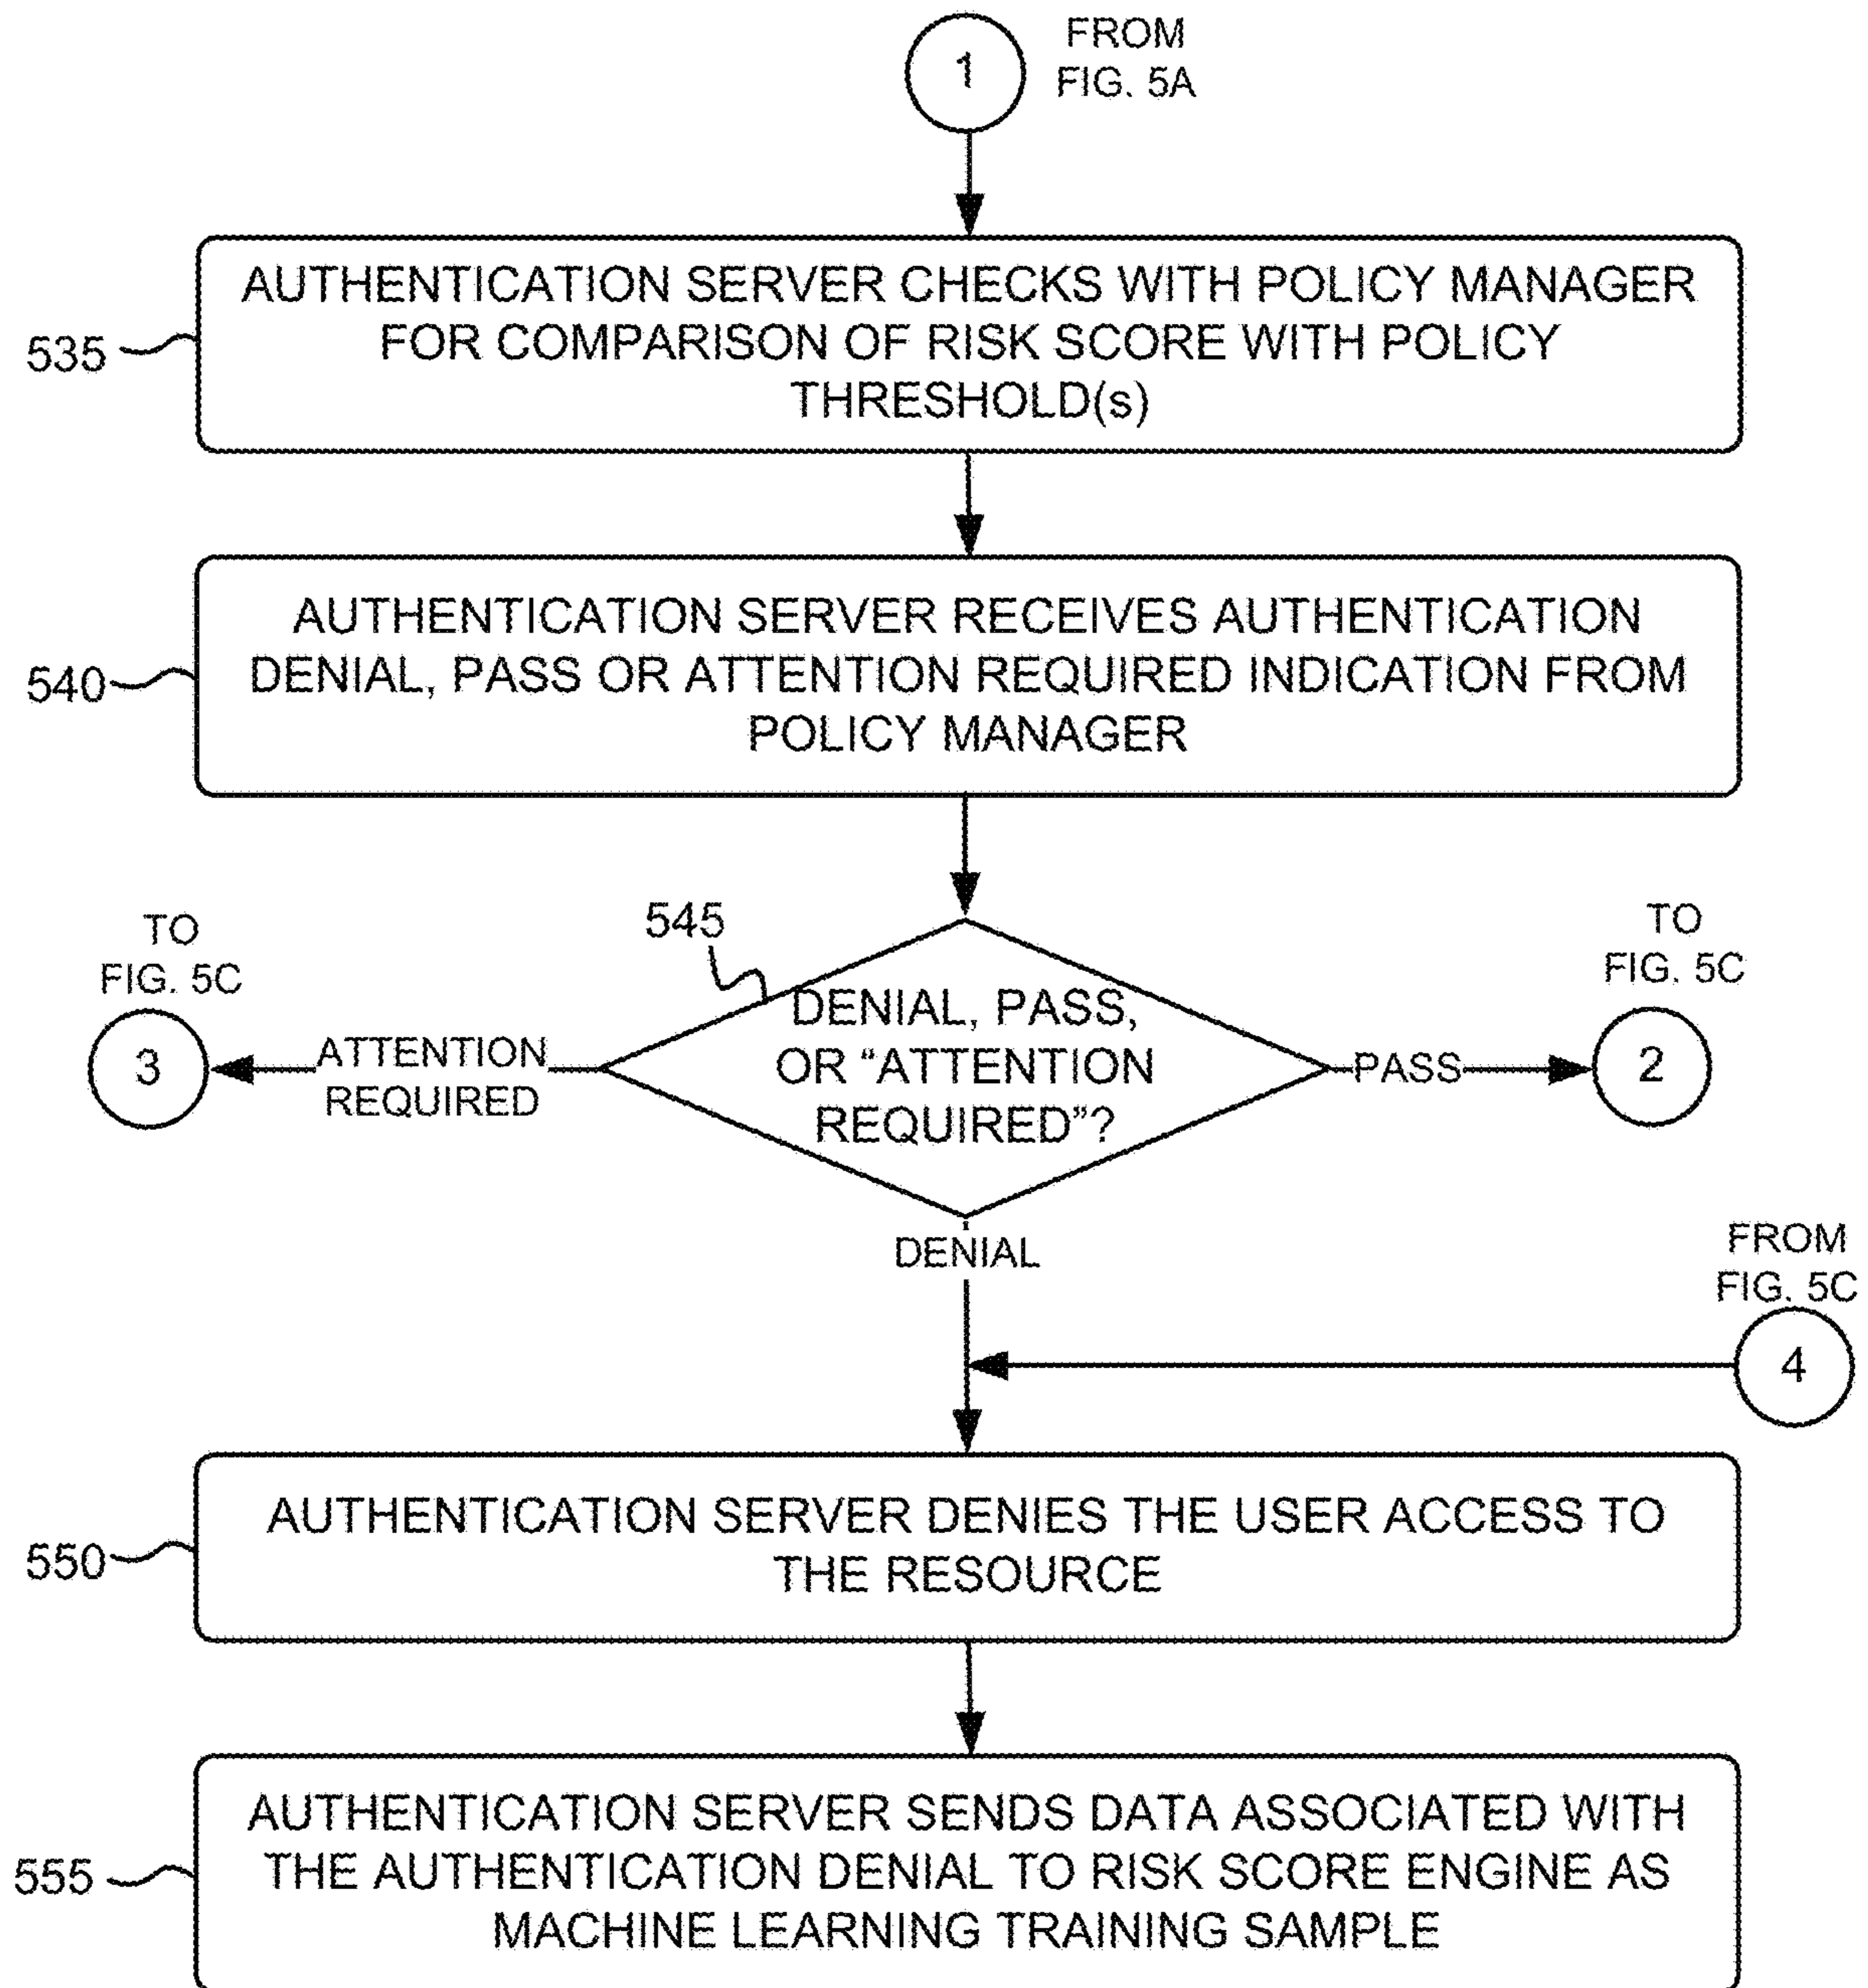 FROM
FIG. 5A
1
AUTHENTICATION SERVER CHECKS WITH POLICY MANAGER
FOR COMPARISON OF RISK SCORE WITH POLICY
THRESHOLD(s)
535
AUTHENTICATION SERVER RECEIVES AUTHENTICATION
DENIAL, PASS OR ATTENTION REQUIRED INDICATION FROM
POLICY MANAGER
540
TO
FIG. 5C
3
ATTENTION
REQUIRED
545
DENIAL, PASS,
OR “ATTENTION
REQUIRED”?
PASS
TO
FIG. 5C
2
DENIAL
FROM
FIG. 5C
4
AUTHENTICATION SERVER DENIES THE USER ACCESS TO
THE RESOURCE
550
AUTHENTICATION SERVER SENDS DATA ASSOCIATED WITH
THE AUTHENTICATION DENIAL TO RISK SCORE ENGINE AS
MACHINE LEARNING TRAINING SAMPLE
555